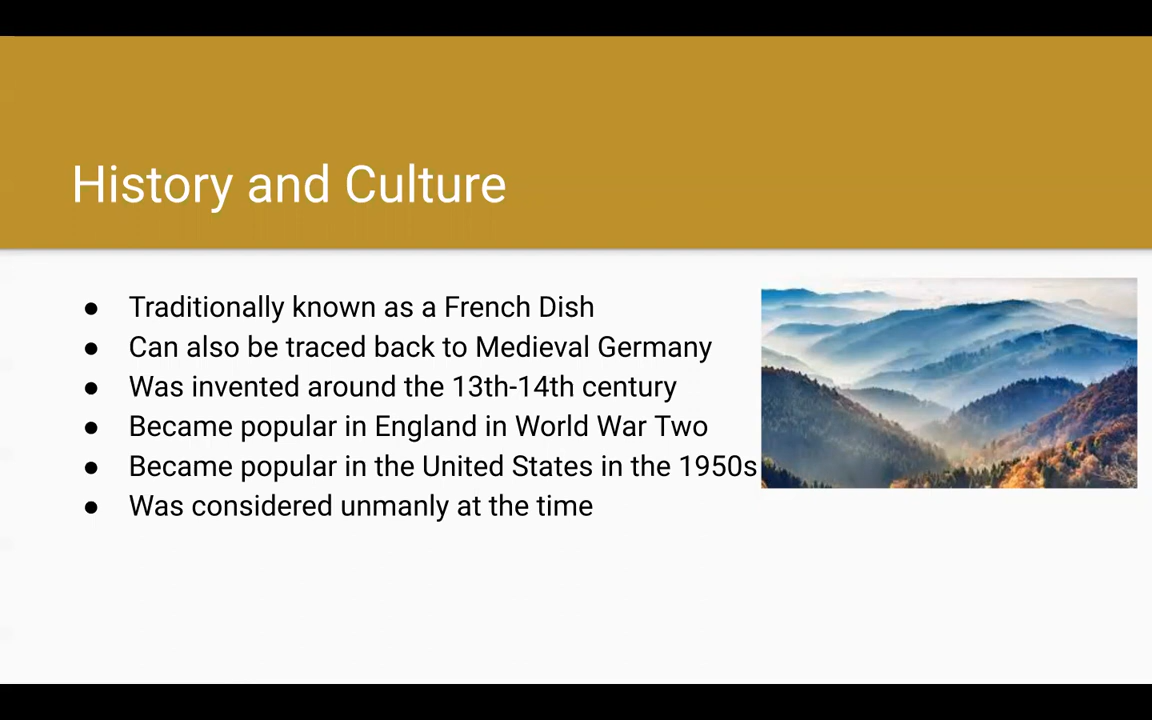 History and Culture
● Traditionally known as a French Dish
● Can also be traced back to Medieval Germany
● Was invented around the 13th-14th century
● Became popular in England in World War Two
● Became popular in the United States in the 1950s
● Was considered unmanly at the time